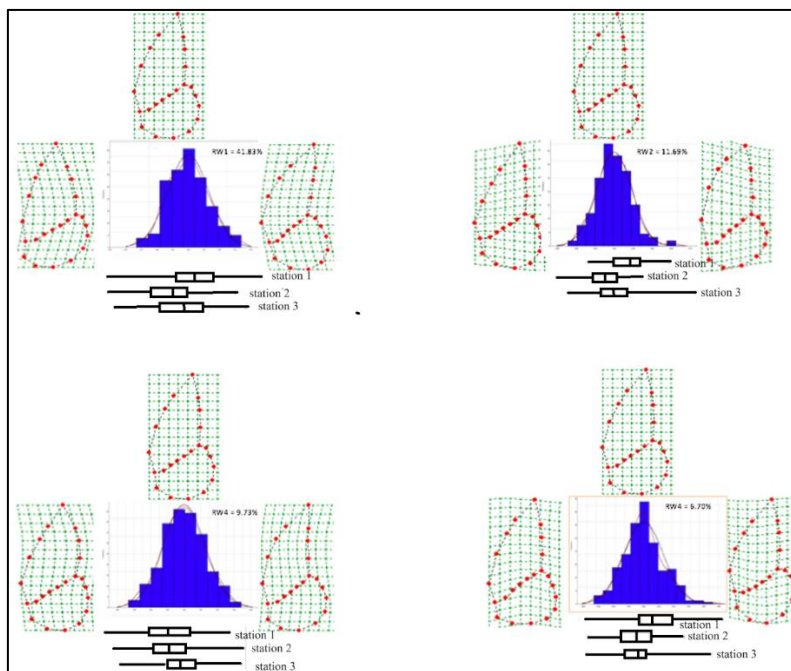 RW1 = 41.83%
station 1
station 2
station 3
RW2 = 11.69%
station 1
station 2
station 3
RW4 = 9.73%
station 1
station 2
station 3
RW4 = 6.70%
station 1
station 2
station 3